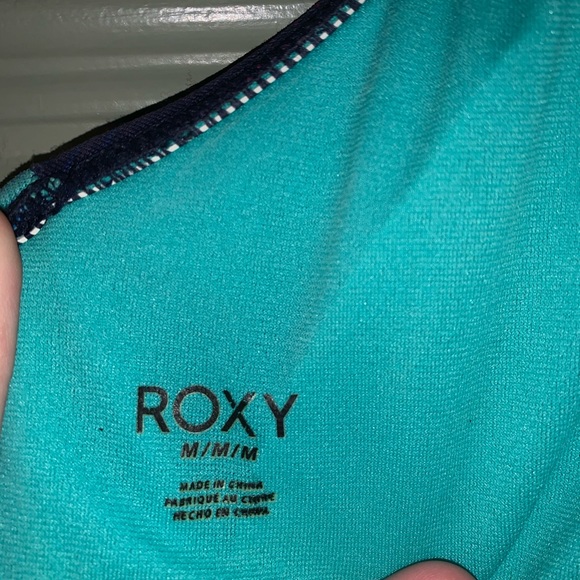 ROXY
M/M/M
MADE IN CHINA
FABRIQUÉ AU CHINE
HECHO EN CHINA